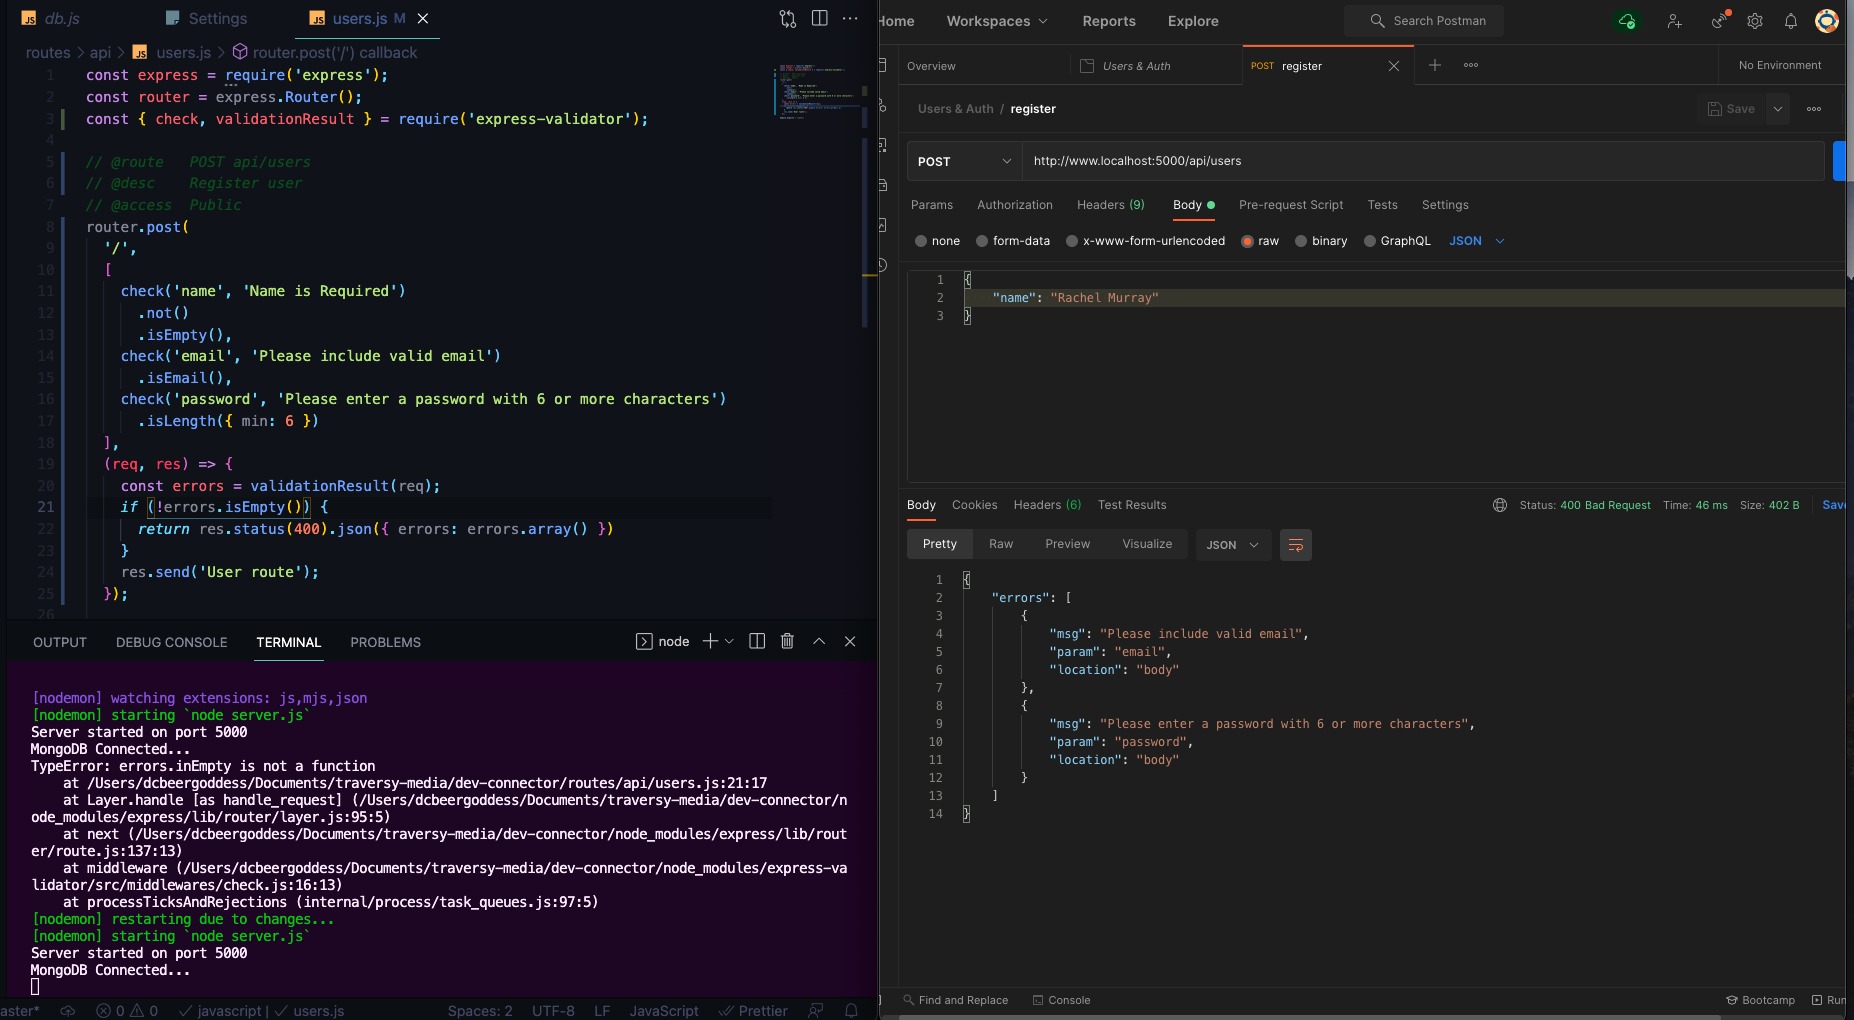 db.js
Settings
users.js M
routes > api > users.js > router.post('/') callback
1 const express = require('express');
2 const router = express.Router();
3 const { check, validationResult } = require('express-validator');
4
5 // @route   POST api/users
6 // @desc    Register user
7 // @access  Public
8 router.post(
9   '/',
10   [
11     check('name', 'Name is Required')
12       .not()
13       .isEmpty(),
14     check('email', 'Please include valid email')
15       .isEmail(),
16     check('password', 'Please enter a password with 6 or more characters')
17       .isLength({ min: 6 })
18   ],
19   (req, res) => {
20     const errors = validationResult(req);
21     if (!errors.isEmpty()) {
22       return res.status(400).json({ errors: errors.array() })
23     }
24     res.send('User route');
25   });
26
OUTPUT DEBUG CONSOLE TERMINAL PROBLEMS
node
[nodemon] watching extensions: js,mjs,json
[nodemon] starting `node server.js`
Server started on port 5000
MongoDB Connected...
TypeError: errors.inEmpty is not a function
    at /Users/dcbeergoddess/Documents/traversy-media/dev-connector/routes/api/users.js:21:17
    at Layer.handle [as handle_request] (/Users/dcbeergoddess/Documents/traversy-media/dev-connector/n
ode_modules/express/lib/router/layer.js:95:5)
    at next (/Users/dcbeergoddess/Documents/traversy-media/dev-connector/node_modules/express/lib/rout
er/route.js:137:13)
    at middleware (/Users/dcbeergoddess/Documents/traversy-media/dev-connector/node_modules/express-va
lidator/src/middlewares/check.js:16:13)
    at processTicksAndRejections (internal/process/task_queues.js:97:5)
[nodemon] restarting due to changes...
[nodemon] starting `node server.js`
Server started on port 5000
MongoDB Connected...
aster* 0 0 javascript | users.js Spaces: 2 UTF-8 LF JavaScript Prettier
Home Workspaces Reports Explore Search Postman
Overview Users & Auth POST register No Environment
Users & Auth / register Save
POST http://www.localhost:5000/api/users
Params Authorization Headers (9) Body Pre-request Script Tests Settings
none form-data x-www-form-urlencoded raw binary GraphQL JSON
1 {
2     "name": "Rachel Murray"
3 }
Body Cookies Headers (6) Test Results Status: 400 Bad Request Time: 46 ms Size: 402 B Save
Pretty Raw Preview Visualize JSON
1 {
2     "errors": [
3         {
4             "msg": "Please include valid email",
5             "param": "email",
6             "location": "body"
7         },
8         {
9             "msg": "Please enter a password with 6 or more characters",
10             "param": "password",
11             "location": "body"
12         }
13     ]
14 }
Find and Replace Console Bootcamp Run